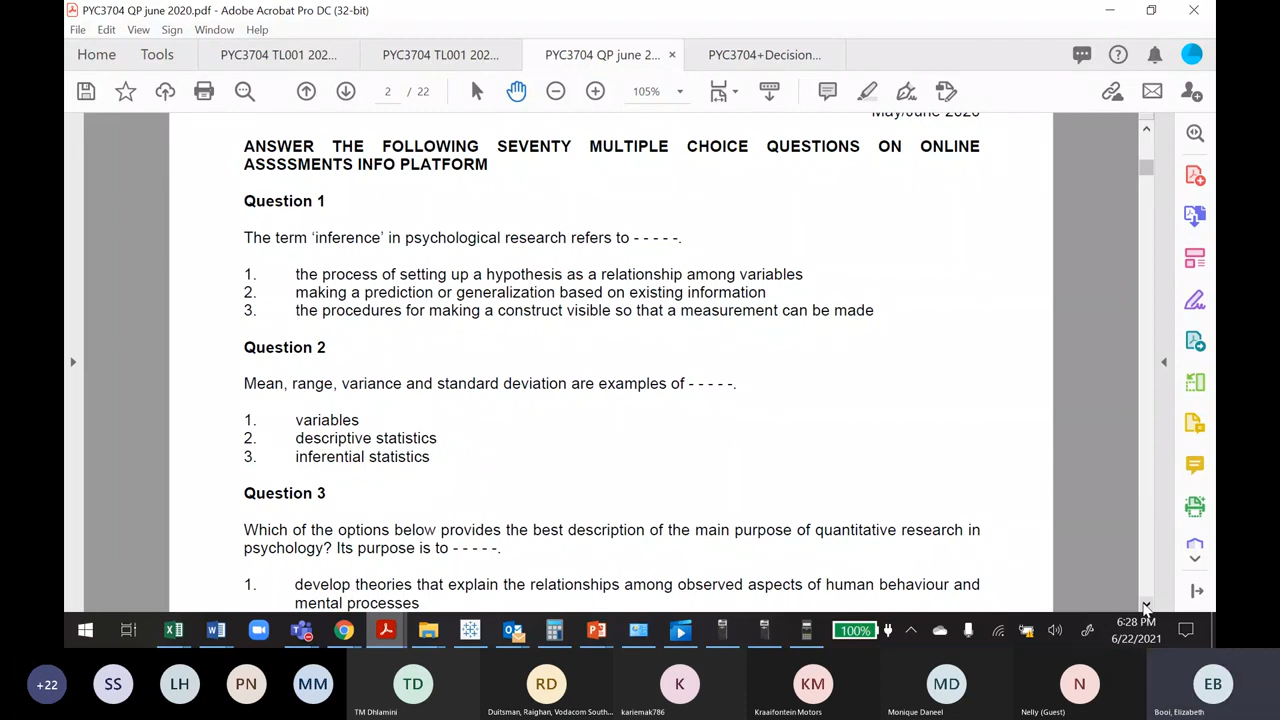 PYC3704 QP june 2020.pdf - Adobe Acrobat Pro DC (32-bit)
File Edit View Sign Window Help
Home Tools PYC3704 TL001 202... PYC3704 TL001 202... PYC3704 QP june 2... × PYC3704+Decision...
2 / 22 105%
May/June 2020
ANSWER THE FOLLOWING SEVENTY MULTIPLE CHOICE QUESTIONS ON ONLINE
ASSSSMENTS INFO PLATFORM
Question 1
The term ‘inference’ in psychological research refers to - - - - -.
1. the process of setting up a hypothesis as a relationship among variables
2. making a prediction or generalization based on existing information
3. the procedures for making a construct visible so that a measurement can be made
Question 2
Mean, range, variance and standard deviation are examples of - - - - -.
1. variables
2. descriptive statistics
3. inferential statistics
Question 3
Which of the options below provides the best description of the main purpose of quantitative research in
psychology? Its purpose is to - - - - -.
1. develop theories that explain the relationships among observed aspects of human behaviour and
mental processes
100%
6:28 PM
6/22/2021
+22 SS LH PN MM TD RD K KM MD N EB
TM Dhlamini Duitsman, Raighan, Vodacom South... kariemak786 Kraaifontein Motors Monique Daneel Nelly (Guest) Booi, Elizabeth